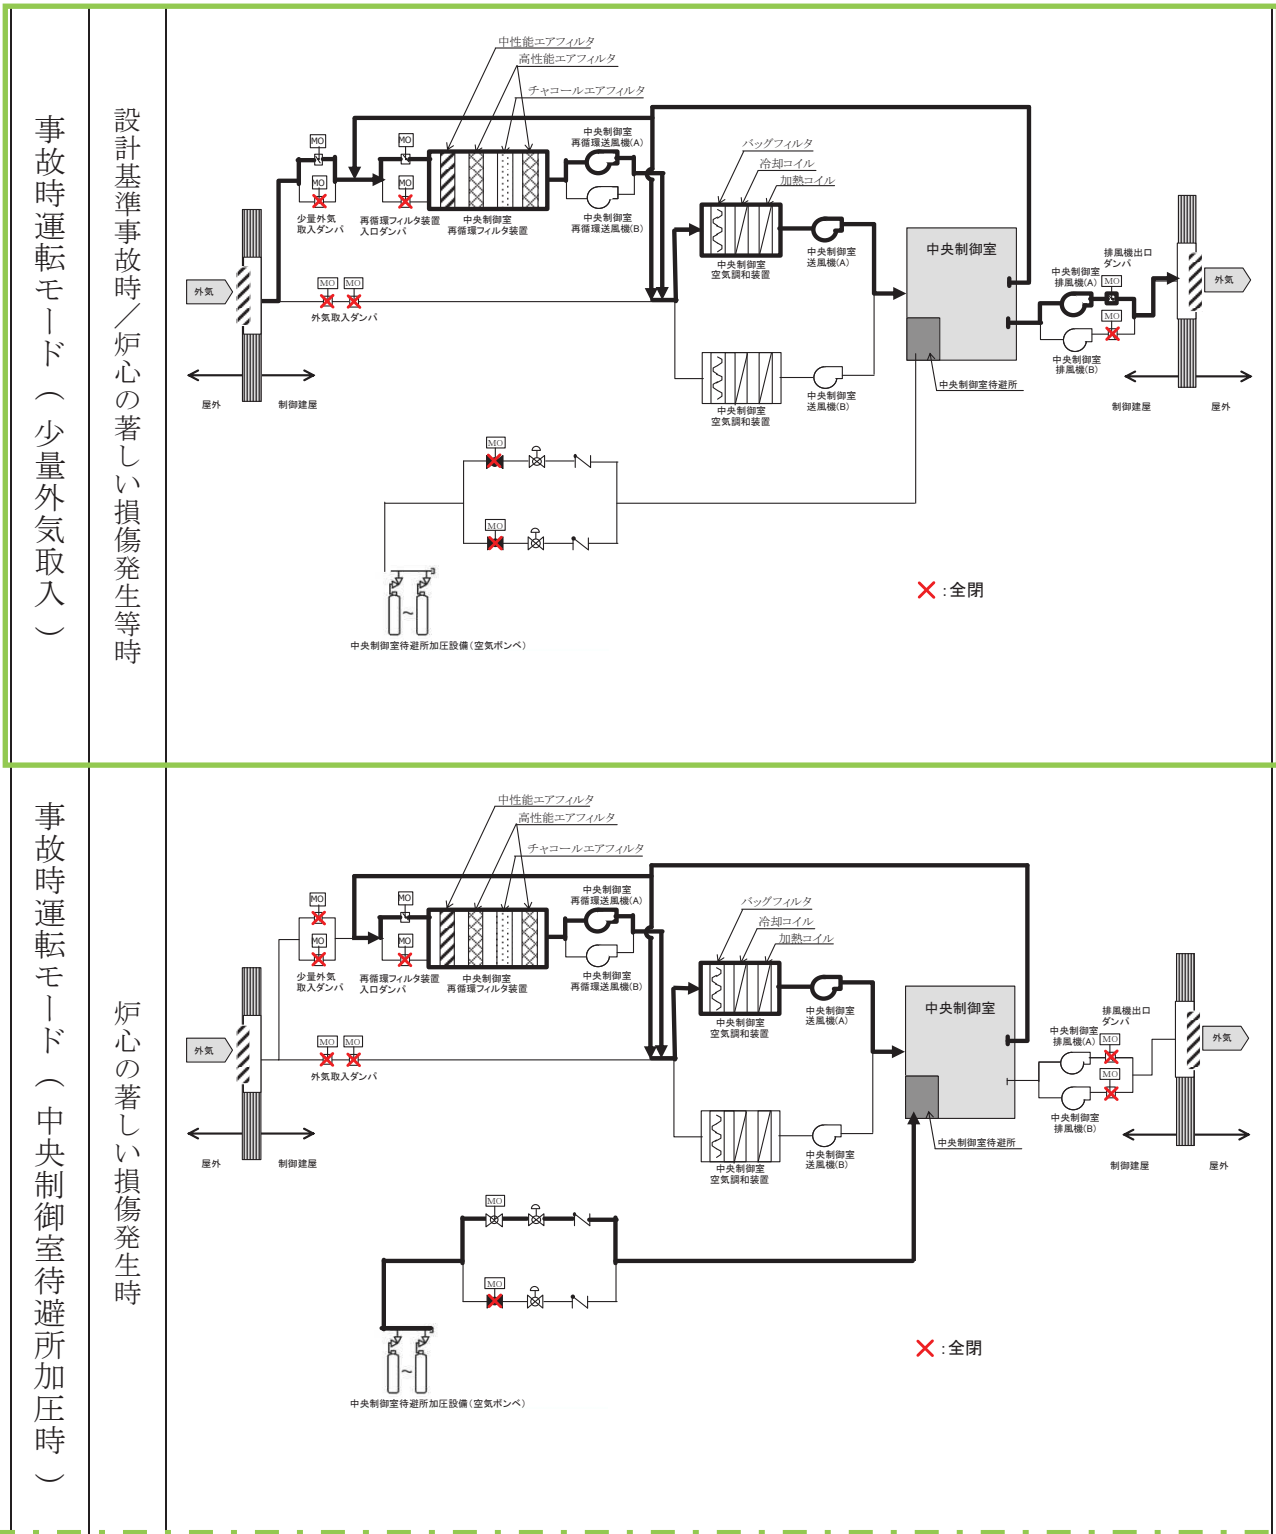 事故時運転モード(少量外気取入)
設計基準事故時／炉心の著しい損傷発生等時
中性能エアフィルタ
高性能エアフィルタ
チャコールエアフィルタ
MO
MO
MO
MO
少量外気
取入ダンパ
再循環フィルタ装置
入口ダンパ
中央制御室
再循環フィルタ装置
中央制御室
再循環送風機(A)
中央制御室
再循環送風機(B)
バッグフィルタ
冷却コイル
加熱コイル
中央制御室
空気調和装置
中央制御室
送風機(A)
中央制御室
排風機出口
ダンパ
中央制御室
排風機(A)
MO
MO
中央制御室
排風機(B)
外気
外気
MO
MO
外気取入ダンパ
屋外
制御建屋
中央制御室
空気調和装置
中央制御室
送風機(B)
中央制御室待避所
制御建屋
屋外
MO
MO
～
中央制御室待避所加圧設備(空気ボンベ)
:全閉
事故時運転モード(中央制御室待避所加圧時)
炉心の著しい損傷発生時
中性能エアフィルタ
高性能エアフィルタ
チャコールエアフィルタ
MO
MO
MO
MO
少量外気
取入ダンパ
再循環フィルタ装置
入口ダンパ
中央制御室
再循環フィルタ装置
中央制御室
再循環送風機(A)
中央制御室
再循環送風機(B)
バッグフィルタ
冷却コイル
加熱コイル
中央制御室
空気調和装置
中央制御室
送風機(A)
中央制御室
排風機出口
ダンパ
中央制御室
排風機(A)
MO
MO
中央制御室
排風機(B)
外気
外気
MO
MO
外気取入ダンパ
屋外
制御建屋
中央制御室
空気調和装置
中央制御室
送風機(B)
中央制御室待避所
制御建屋
屋外
MO
MO
～
中央制御室待避所加圧設備(空気ボンベ)
:全閉